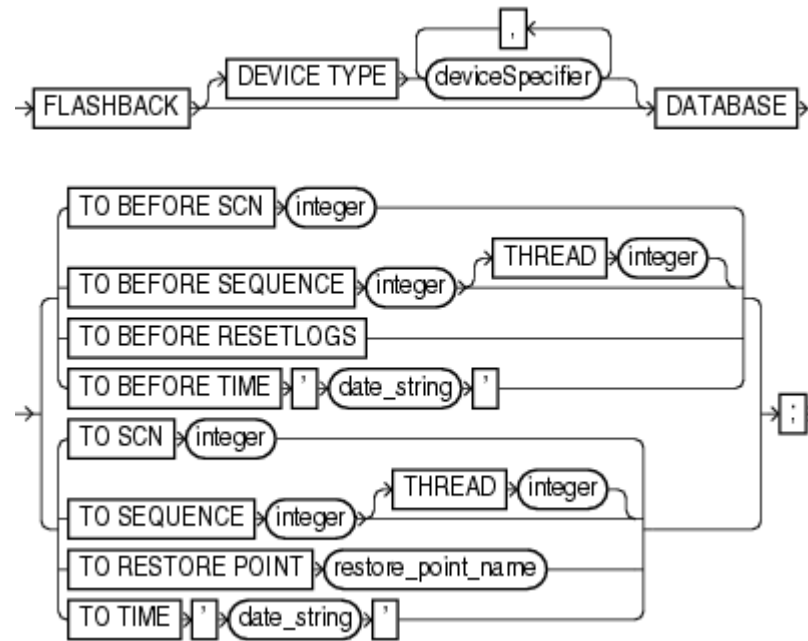 ,
DEVICE TYPE deviceSpecifier
FLASHBACK DATABASE
TO BEFORE SCN integer
THREAD integer
TO BEFORE SEQUENCE integer
TO BEFORE RESETLOGS
TO BEFORE TIME ' date_string '
TO SCN integer
;
THREAD integer
TO SEQUENCE integer
TO RESTORE POINT restore_point_name
TO TIME ' date_string '